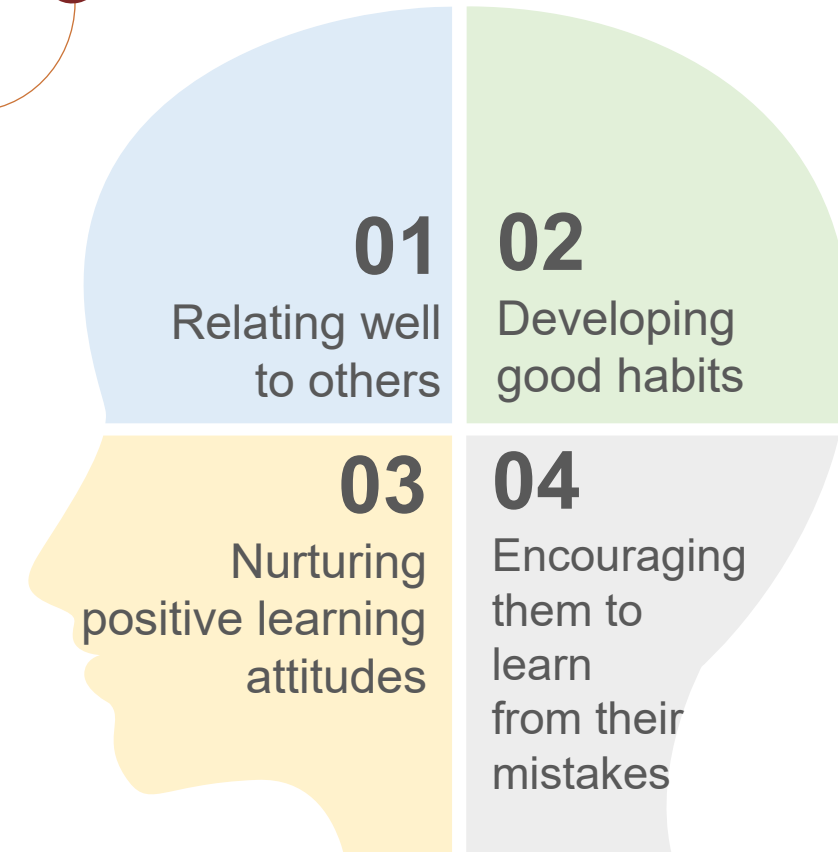 01
Relating well
to others
02
Developing
good habits
03
Nurturing
positive learning
attitudes
04
Encouraging
them to
learn
from their
mistakes